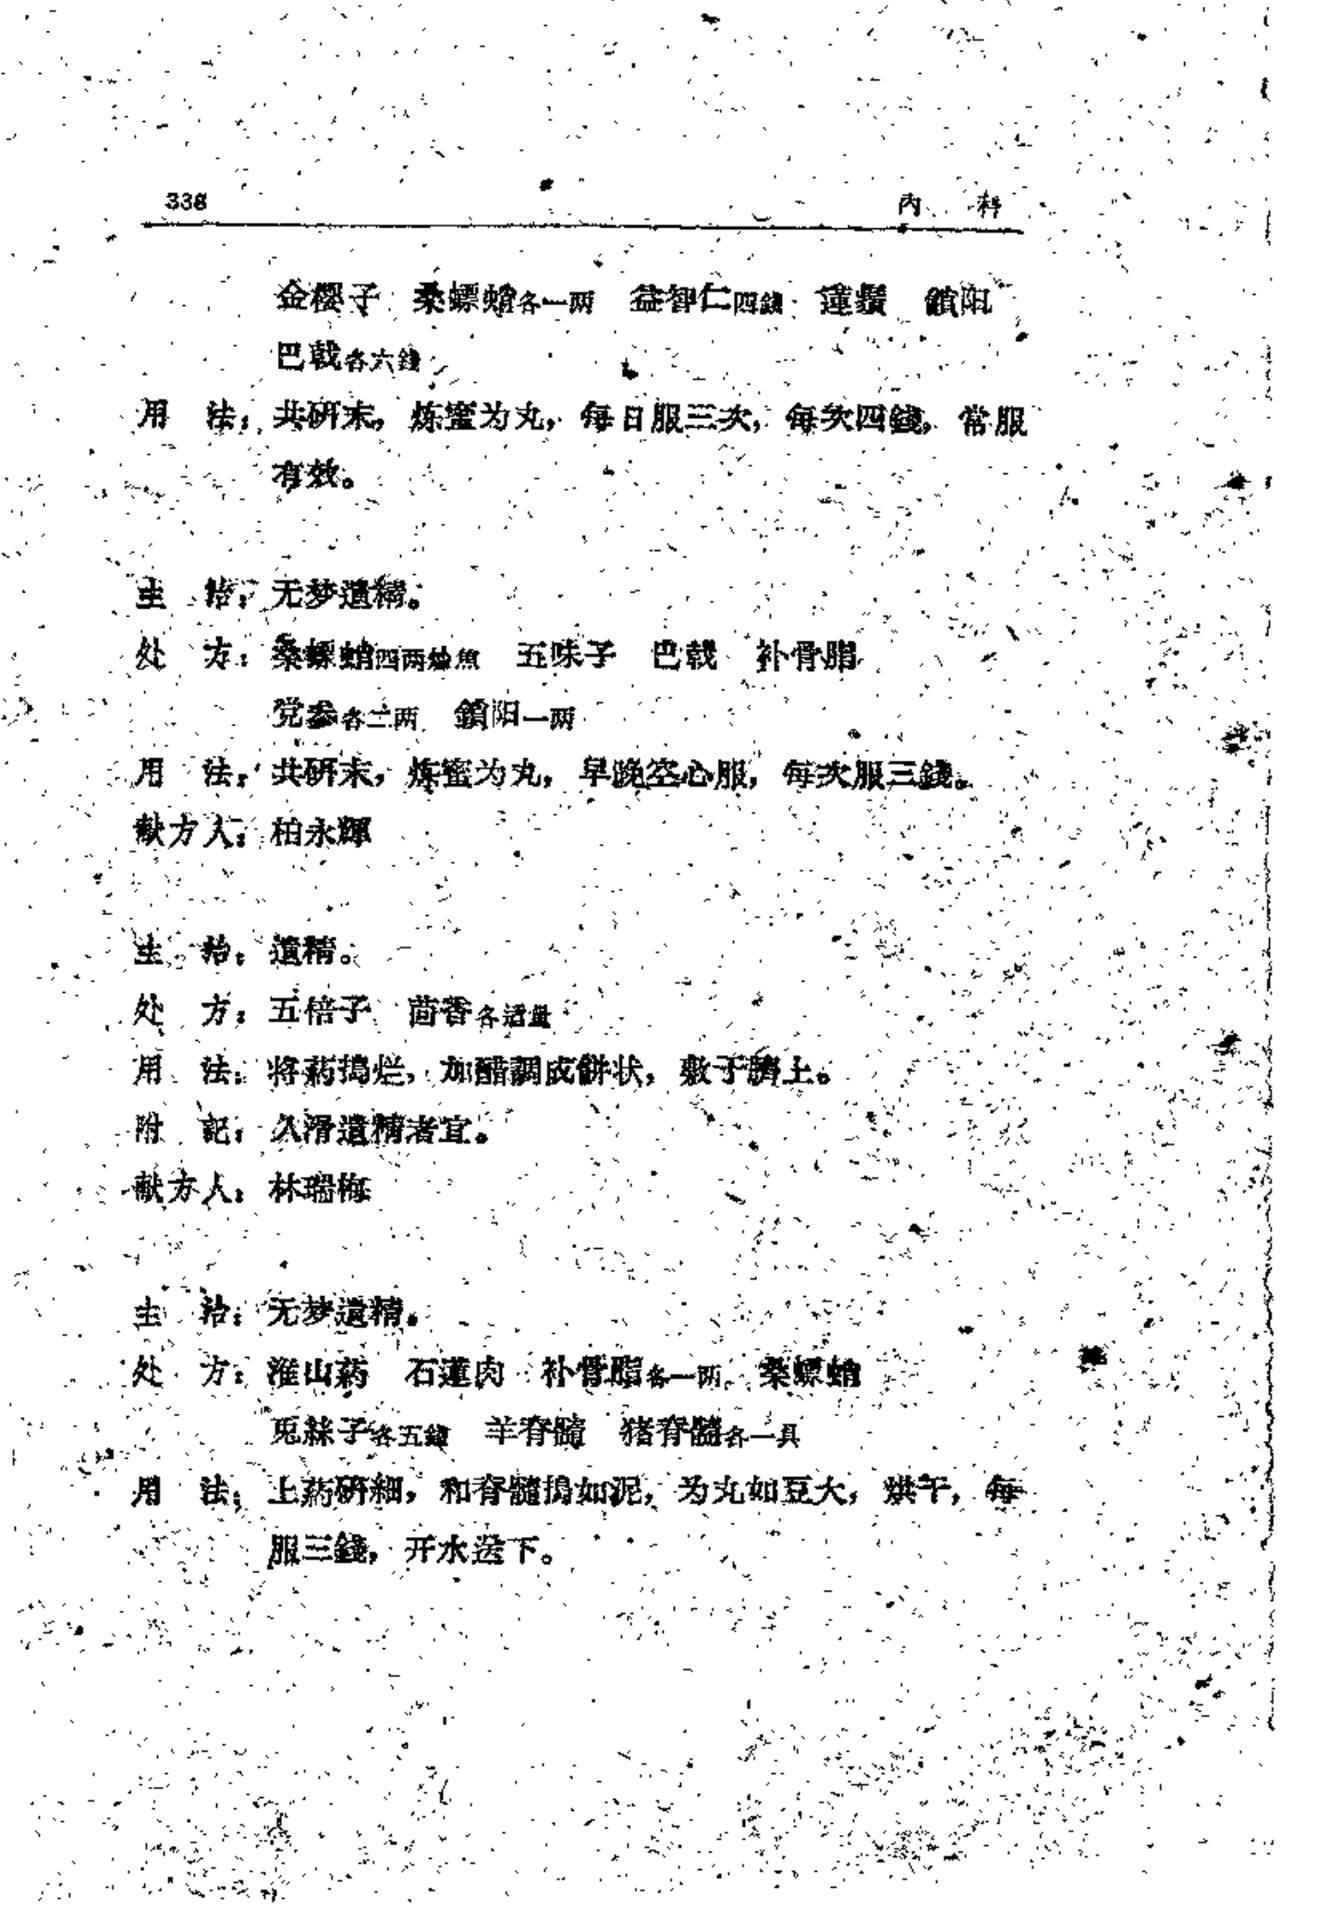 338 内 科
金櫻子 桑螵蛸各一两 益智仁四錢 蓮鬚 鎖阳
巴戟各六錢
用 法：共研末，炼蜜为丸，每日服三次，每次四錢，常服
有效。
主 治：无梦遺精。
处 方：桑螵蛸四两 五味子 巴戟 补骨脂
党参各二两 鎖阳一两
用 法：共研末，炼蜜为丸，早晚空心服，每次服三錢。
献方人：柏永輝
主 治：遺精。
处 方：五倍子 茴香各适量
用 法：将药搗烂，加醋調成餅状，敷于臍上。
附 記：久滑遺精者宜。
献方人：林瑞梅
主 治：无梦遺精。
处 方：淮山药 石蓮肉 补骨脂各一两 桑螵蛸
兎絲子各五錢 羊脊髓 猪脊髓各一具
用 法：上药研細，和脊髓搗如泥，为丸如豆大，烘干，每
服三錢，开水送下。